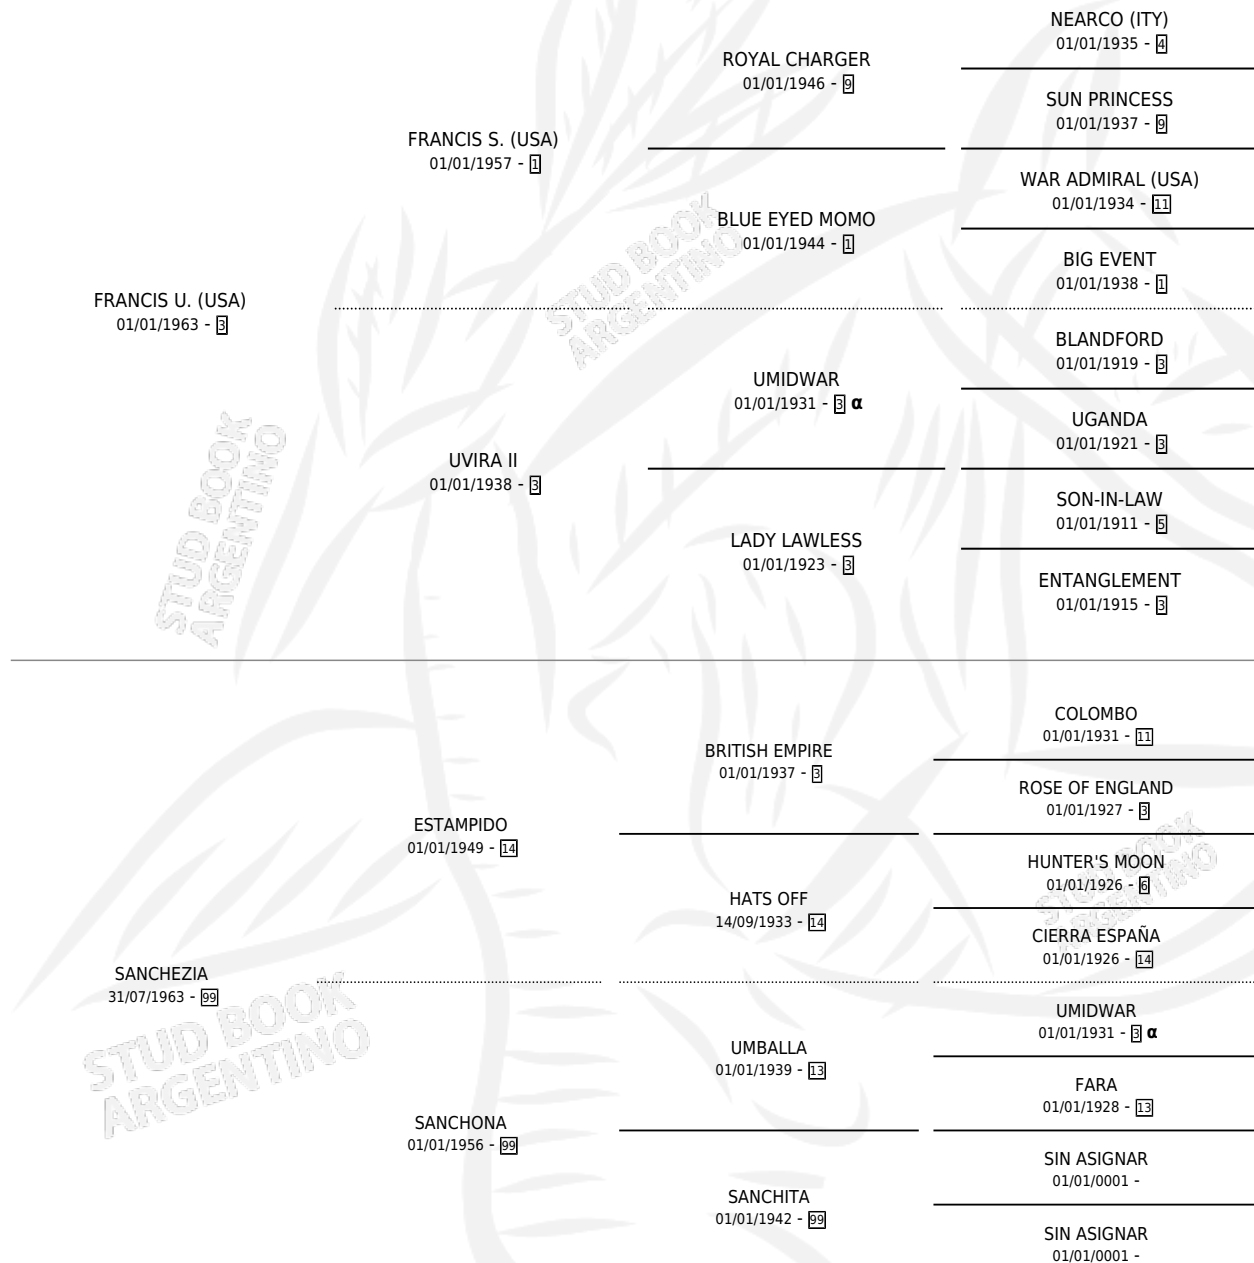 NEARCO (ITY)
01/01/1935 - 4
ROYAL CHARGER
01/01/1946 - 9
SUN PRINCESS
01/01/1937 - 9
FRANCIS S. (USA)
01/01/1957 - 1
WAR ADMIRAL (USA)
01/01/1934 - 11
BLUE EYED MOMO
01/01/1944 - 1
BIG EVENT
01/01/1938 - 1
FRANCIS U. (USA)
01/01/1963 - 3
BLANDFORD
01/01/1919 - 3
UMIDWAR
01/01/1931 - 3 α
UGANDA
01/01/1921 - 3
UVIRA II
01/01/1938 - 3
SON-IN-LAW
01/01/1911 - 5
LADY LAWLESS
01/01/1923 - 3
ENTANGLEMENT
01/01/1915 - 3
COLOMBO
01/01/1931 - 11
BRITISH EMPIRE
01/01/1937 - 3
ROSE OF ENGLAND
01/01/1927 - 3
ESTAMPIDO
01/01/1949 - 14
HUNTER'S MOON
01/01/1926 - 6
HATS OFF
14/09/1933 - 14
CIERRA ESPAÑA
01/01/1926 - 14
SANCHEZIA
31/07/1963 - 99
UMIDWAR
01/01/1931 - 3 α
UMBALLA
01/01/1939 - 13
FARA
01/01/1928 - 13
SANCHONA
01/01/1956 - 99
SIN ASIGNAR
01/01/0001 -
SANCHITA
01/01/1942 - 99
SIN ASIGNAR
01/01/0001 -
STUD BOOK
ARGENTINO
STUD BOOK
ARGENTINO
STUD BOOK
ARGENTINO
STUD BOOK
ARGENTINO